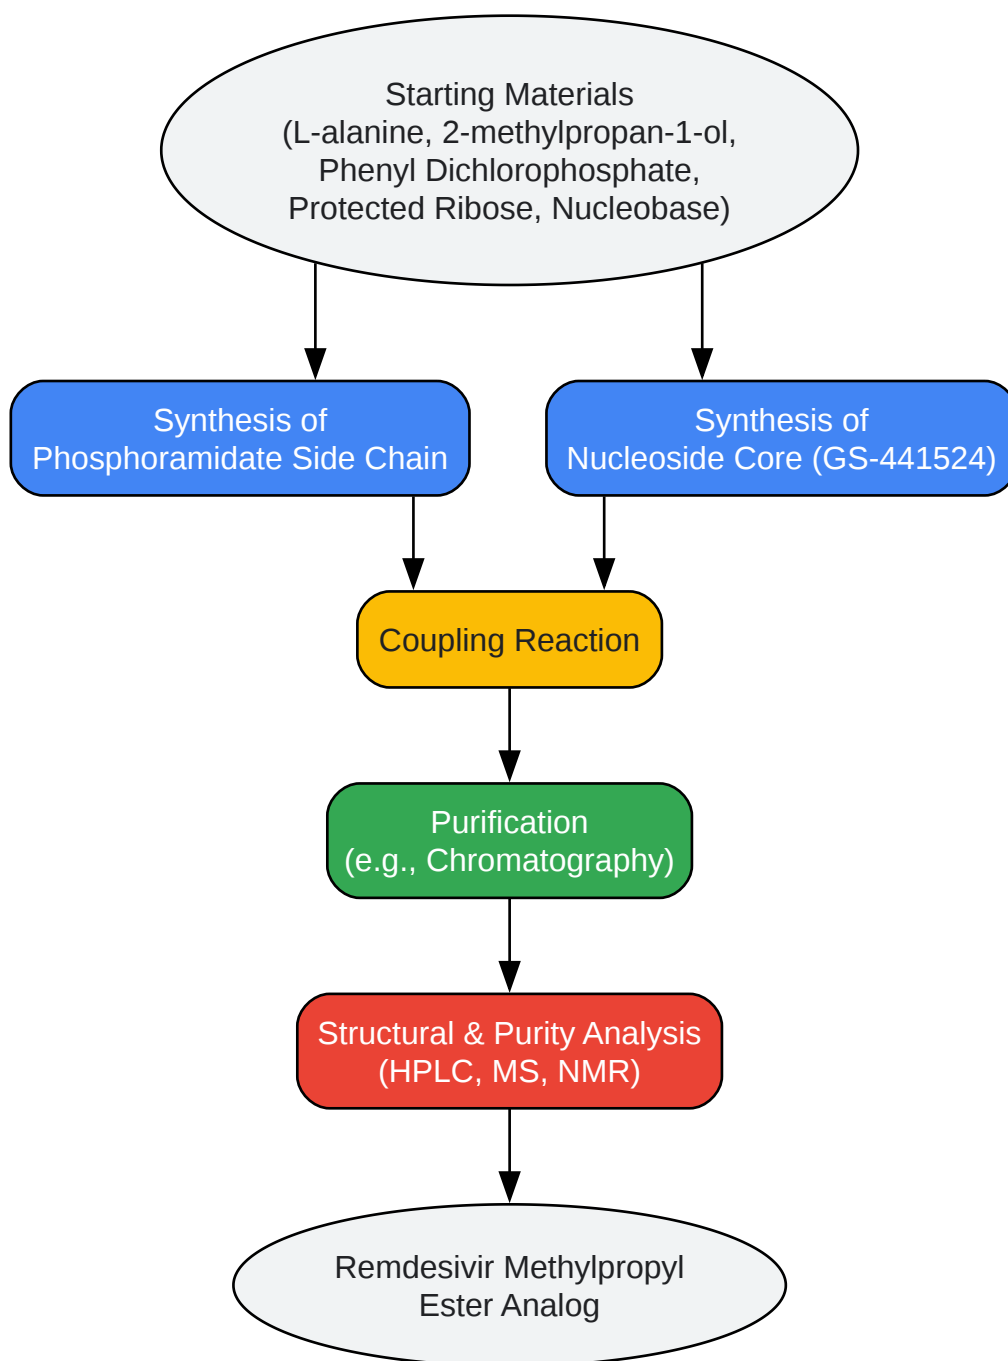 Starting Materials
(L-alanine, 2-methylpropan-1-ol,
Phenyl Dichlorophosphate,
Protected Ribose, Nucleobase)
Synthesis of
Phosphoramidate Side Chain
Synthesis of
Nucleoside Core (GS-441524)
Coupling Reaction
Purification
(e.g., Chromatography)
Structural & Purity Analysis
(HPLC, MS, NMR)
Remdesivir Methylpropyl
Ester Analog